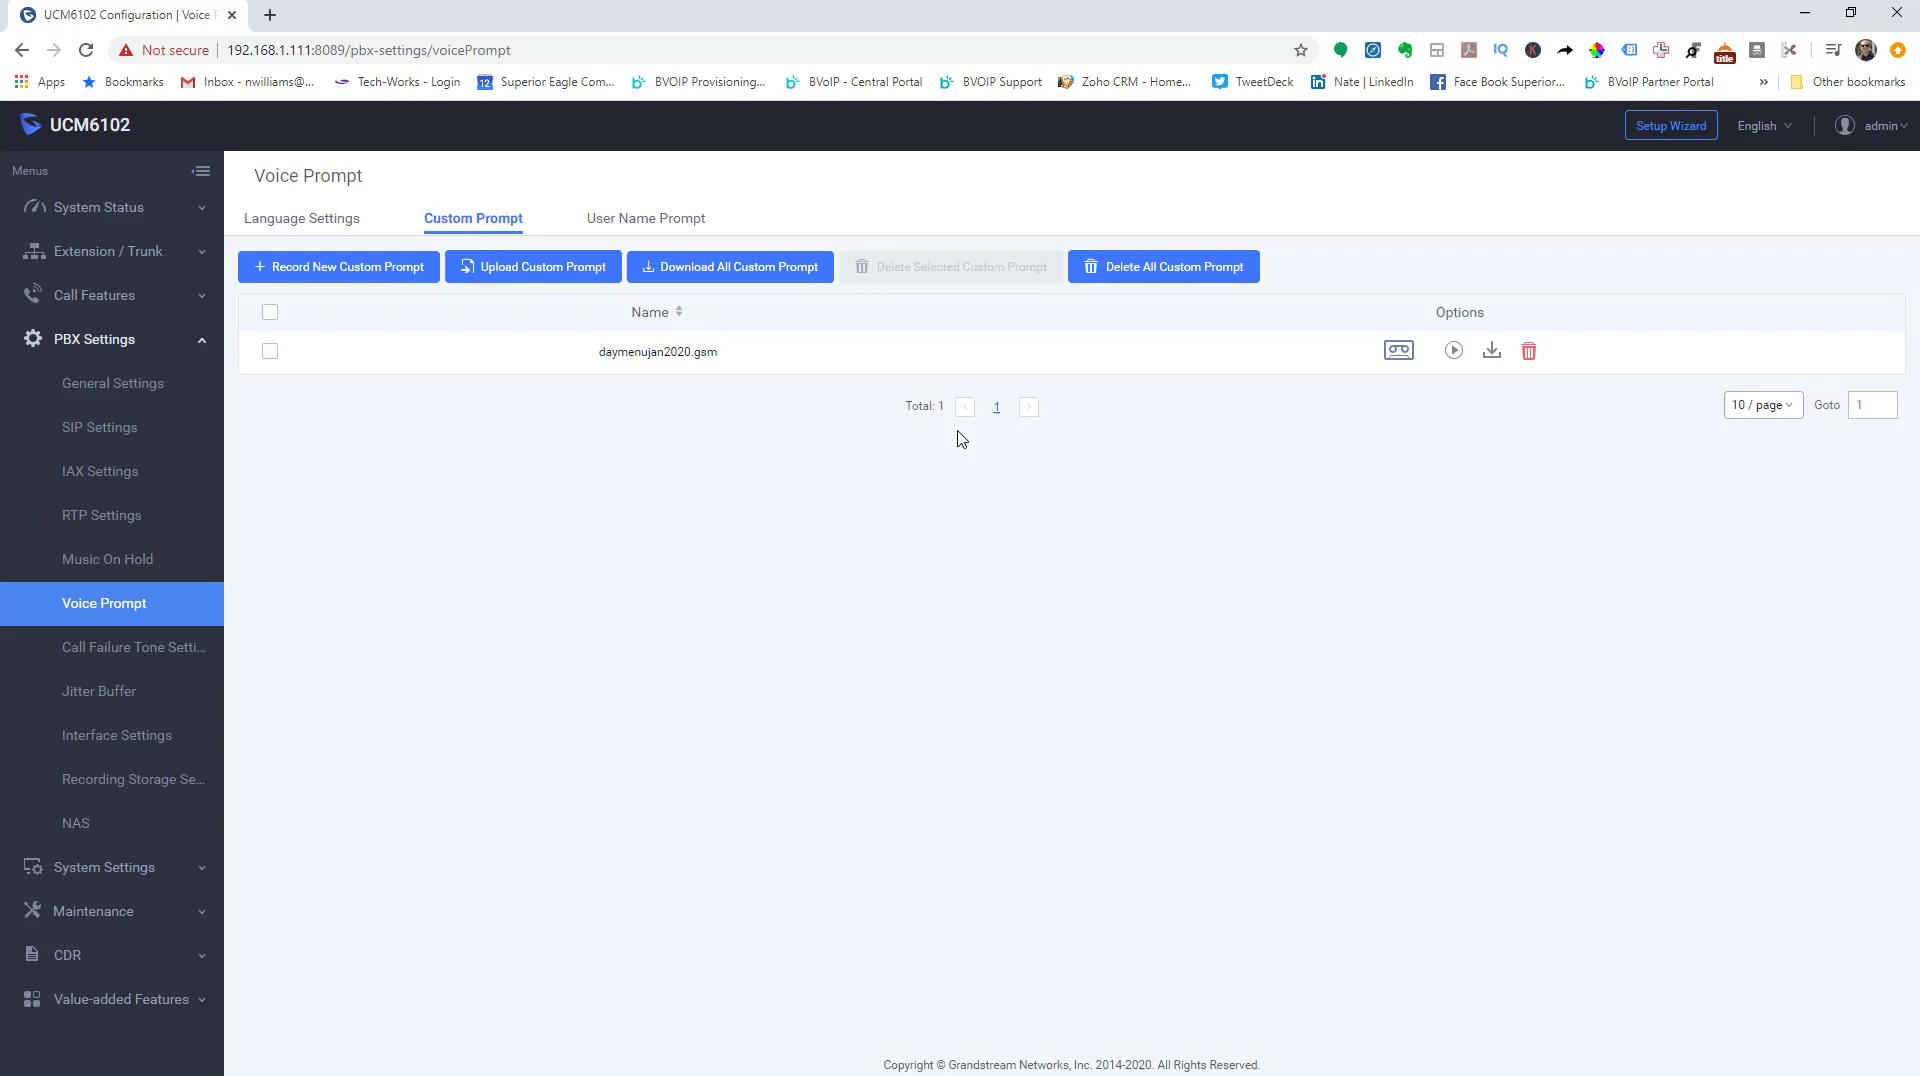 UCM6102 Configuration | Voice P
Not secure | 192.168.1.111:8089/pbx-settings/voicePrompt
IQ
K
title
Apps
Bookmarks
Inbox - nwilliams@...
Tech-Works - Login
12
Superior Eagle Com...
BVOIP Provisioning...
BVoIP - Central Portal
BVOIP Support
Zoho CRM - Home...
TweetDeck
Nate | LinkedIn
Face Book Superior...
BVoIP Partner Portal
»
Other bookmarks
UCM6102
Setup Wizard
English
admin
Menus
System Status
Extension / Trunk
Call Features
PBX Settings
General Settings
SIP Settings
IAX Settings
RTP Settings
Music On Hold
Voice Prompt
Call Failure Tone Setti...
Jitter Buffer
Interface Settings
Recording Storage Se...
NAS
System Settings
Maintenance
CDR
Value-added Features
Voice Prompt
Language Settings
Custom Prompt
User Name Prompt
+ Record New Custom Prompt
Upload Custom Prompt
Download All Custom Prompt
Delete Selected Custom Prompt
Delete All Custom Prompt
Name
Options
daymenujan2020.gsm
Total: 1 < 1 >
10 / page
Goto 1
Copyright © Grandstream Networks, Inc. 2014-2020. All Rights Reserved.